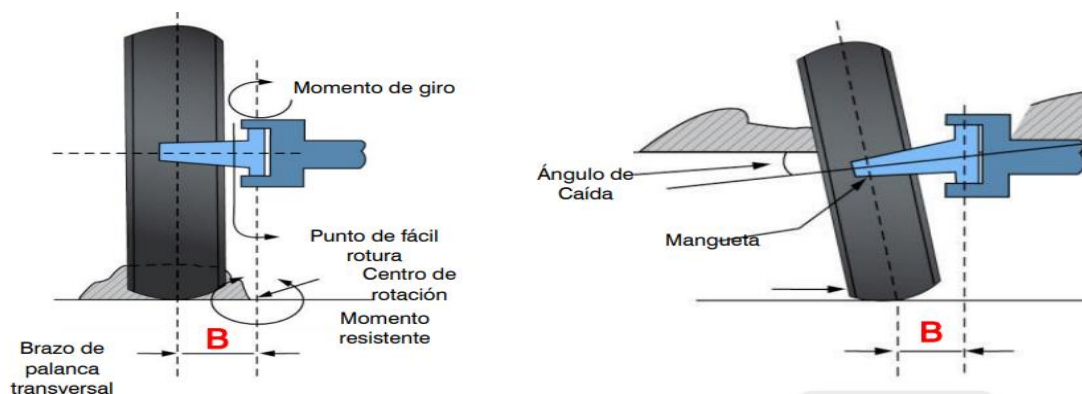 Momento de giro
Punto de fácil
rotura
Centro de
rotación
Momento
resistente
B
Brazo de
palanca
transversal
Ángulo de
Caída
Mangueta
B